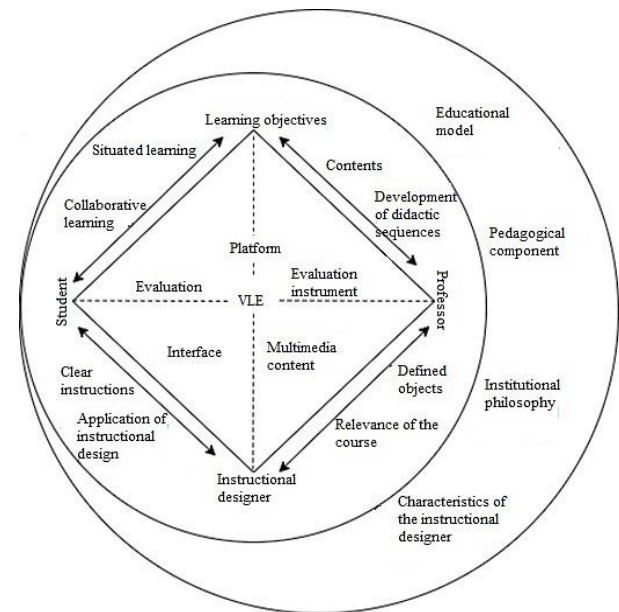 Educational
model
Learning objectives
Situated learning
Contents
Collaborative
learning
Development
of didactic
sequences
Pedagogical
component
Platform
Evaluation
Evaluation
instrument
VLE
Student
Professor
Interface
Multimedia
content
Clear
instructions
Defined
objects
Institutional
philosophy
Application of
instructional
design
Relevance of the
course
Instructional
designer
Characteristics of
the instructional
designer